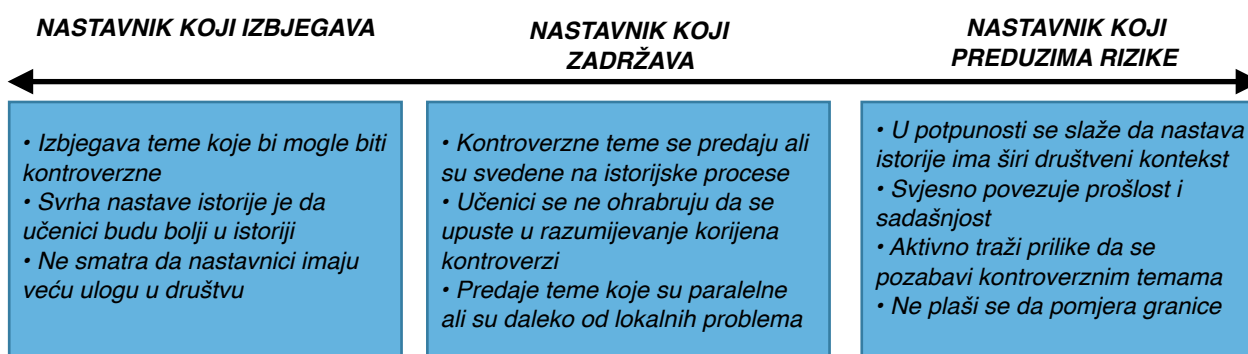 NASTAVNIK KOJI IZBJEGAVA
• Izbjegava teme koje bi mogle biti
kontroverzne
• Svrha nastave istorije je da
učenici budu bolji u istoriji
• Ne smatra da nastavnici imaju
veću ulogu u društvu
NASTAVNIK KOJI
ZADRŽAVA
• Kontroverzne teme se predaju ali
su svedene na istorijske procese
• Učenici se ne ohrabruju da se
upuste u razumijevanje korijena
kontroverzi
• Predaje teme koje su paralelne
ali su daleko od lokalnih problema
NASTAVNIK KOJI
PREDUZIMA RIZIKE
• U potpunosti se slaže da nastava
istorije ima širi društveni kontekst
• Svjesno povezuje prošlost i
sadašnjost
• Aktivno traži prilike da se
pozabavi kontroverznim temama
• Ne plaši se da pomjera granice